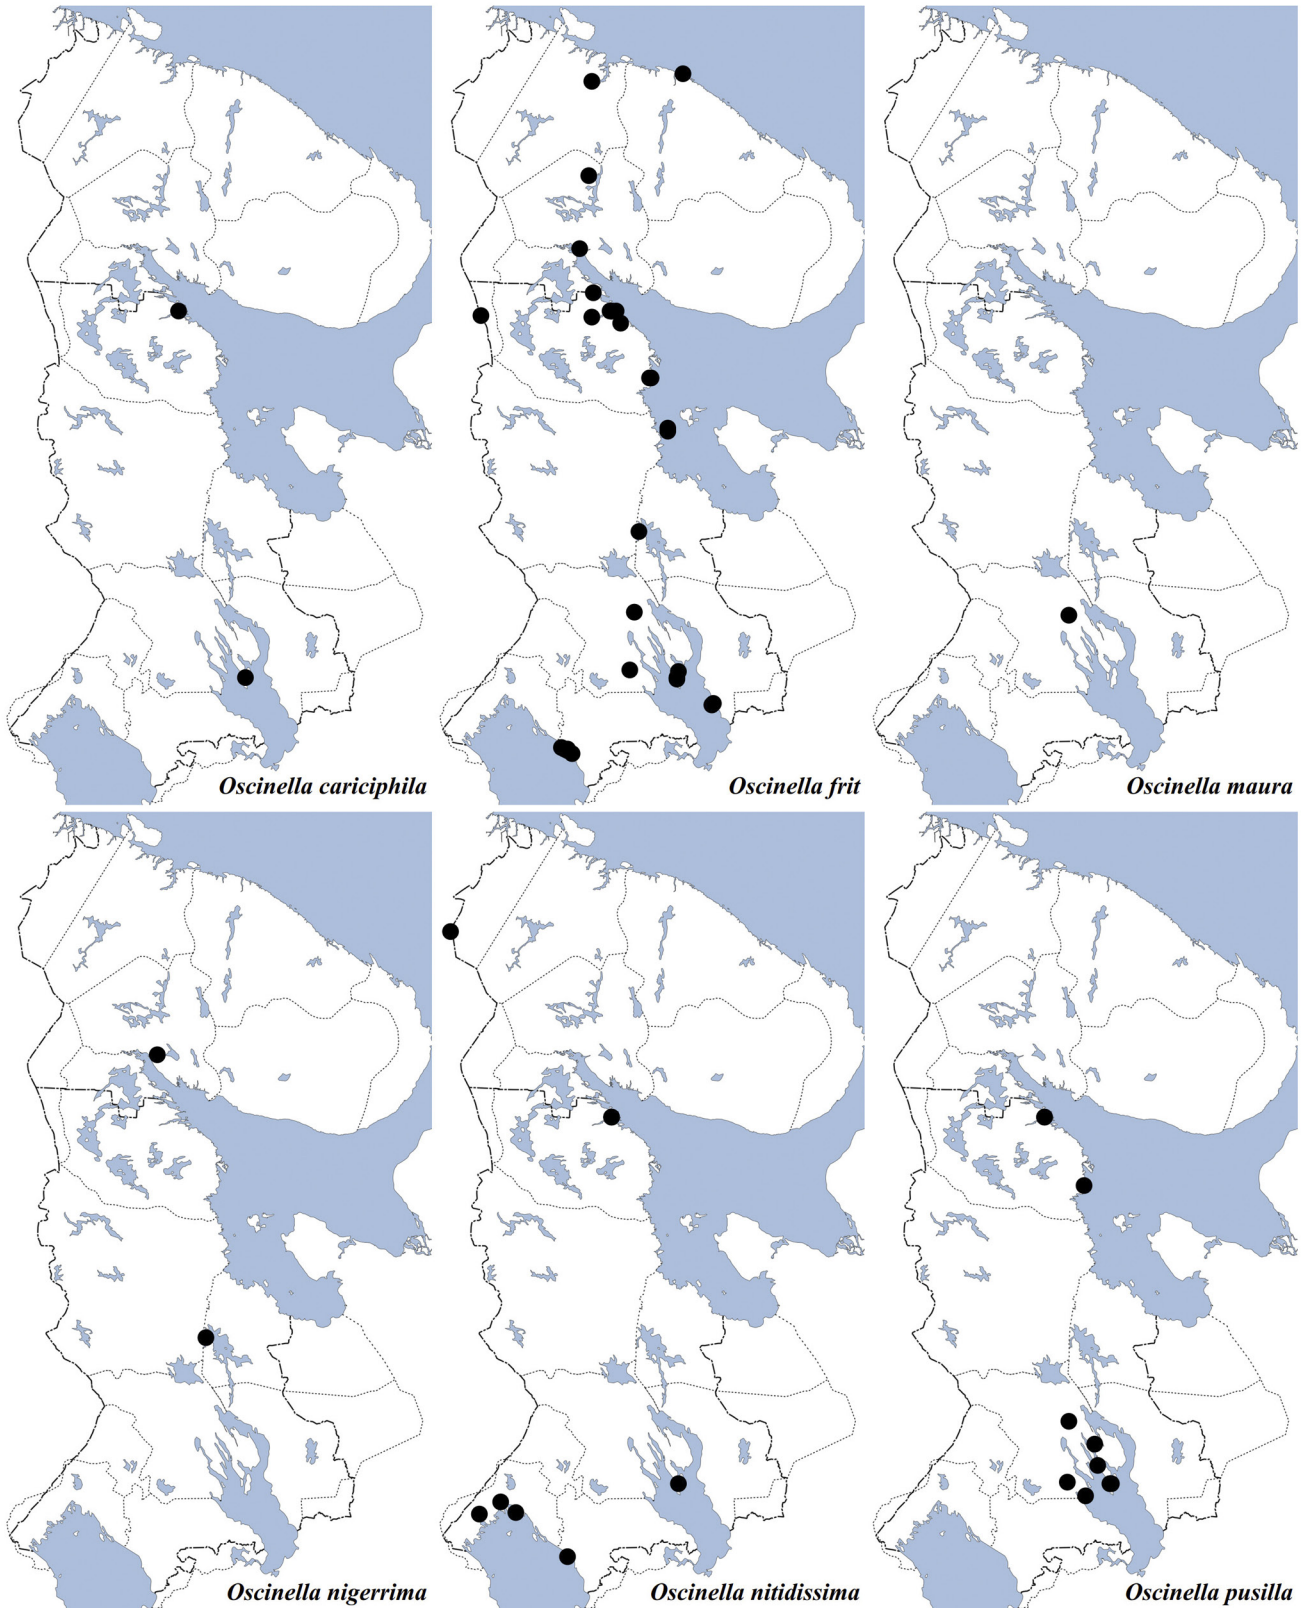 Oscinella cariciphila
Oscinella frit
Oscinella maura
Oscinella nigerrima
Oscinella nitidissima
Oscinella pusilla